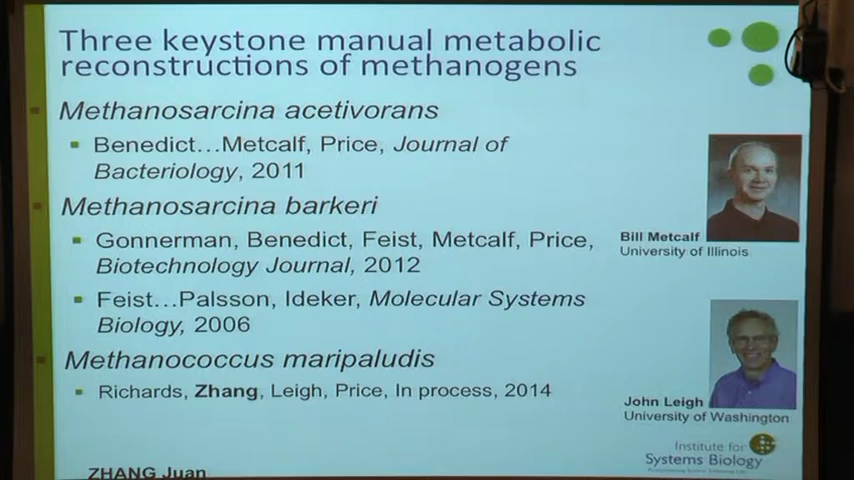 Three keystone manual metabolic
reconstructions of methanogens
Methanosarcina acetivorans
Benedict…Metcalf, Price, Journal of
Bacteriology, 2011
Methanosarcina barkeri
Gonnerman, Benedict, Feist, Metcalf, Price,
Biotechnology Journal, 2012
Feist…Palsson, Ideker, Molecular Systems
Biology, 2006
Methanococcus maripaludis
Richards, Zhang, Leigh, Price, In process, 2014
Bill Metcalf
University of Illinois
John Leigh
University of Washington
Institute for
Systems Biology
ZHANG Juan